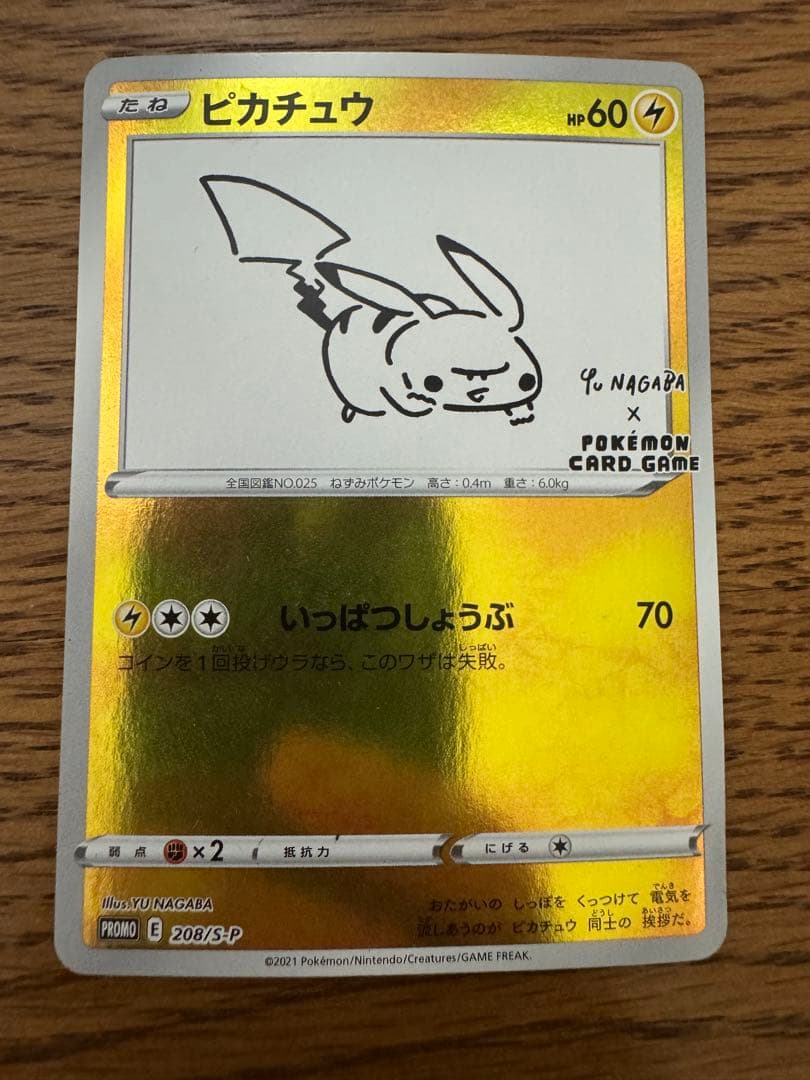 たね ピカチュウ HP60
YU NAGABA
×
POKÉMON
CARD GAME
全国図鑑NO.025 ねずみポケモン 高さ：0.4m 重さ：6.0kg
いっぱつしょうぶ 70
コインを1回投げウラなら、このワザは失敗。
弱点 ×2 抵抗力 にげる
Illus.YU NAGABA
おたがいの しっぽを くっつけて 電気を
流しあうのが ピカチュウ 同士の 挨拶だ。
PROMO E 208/S-P
©2021 Pokémon/Nintendo/Creatures/GAME FREAK.